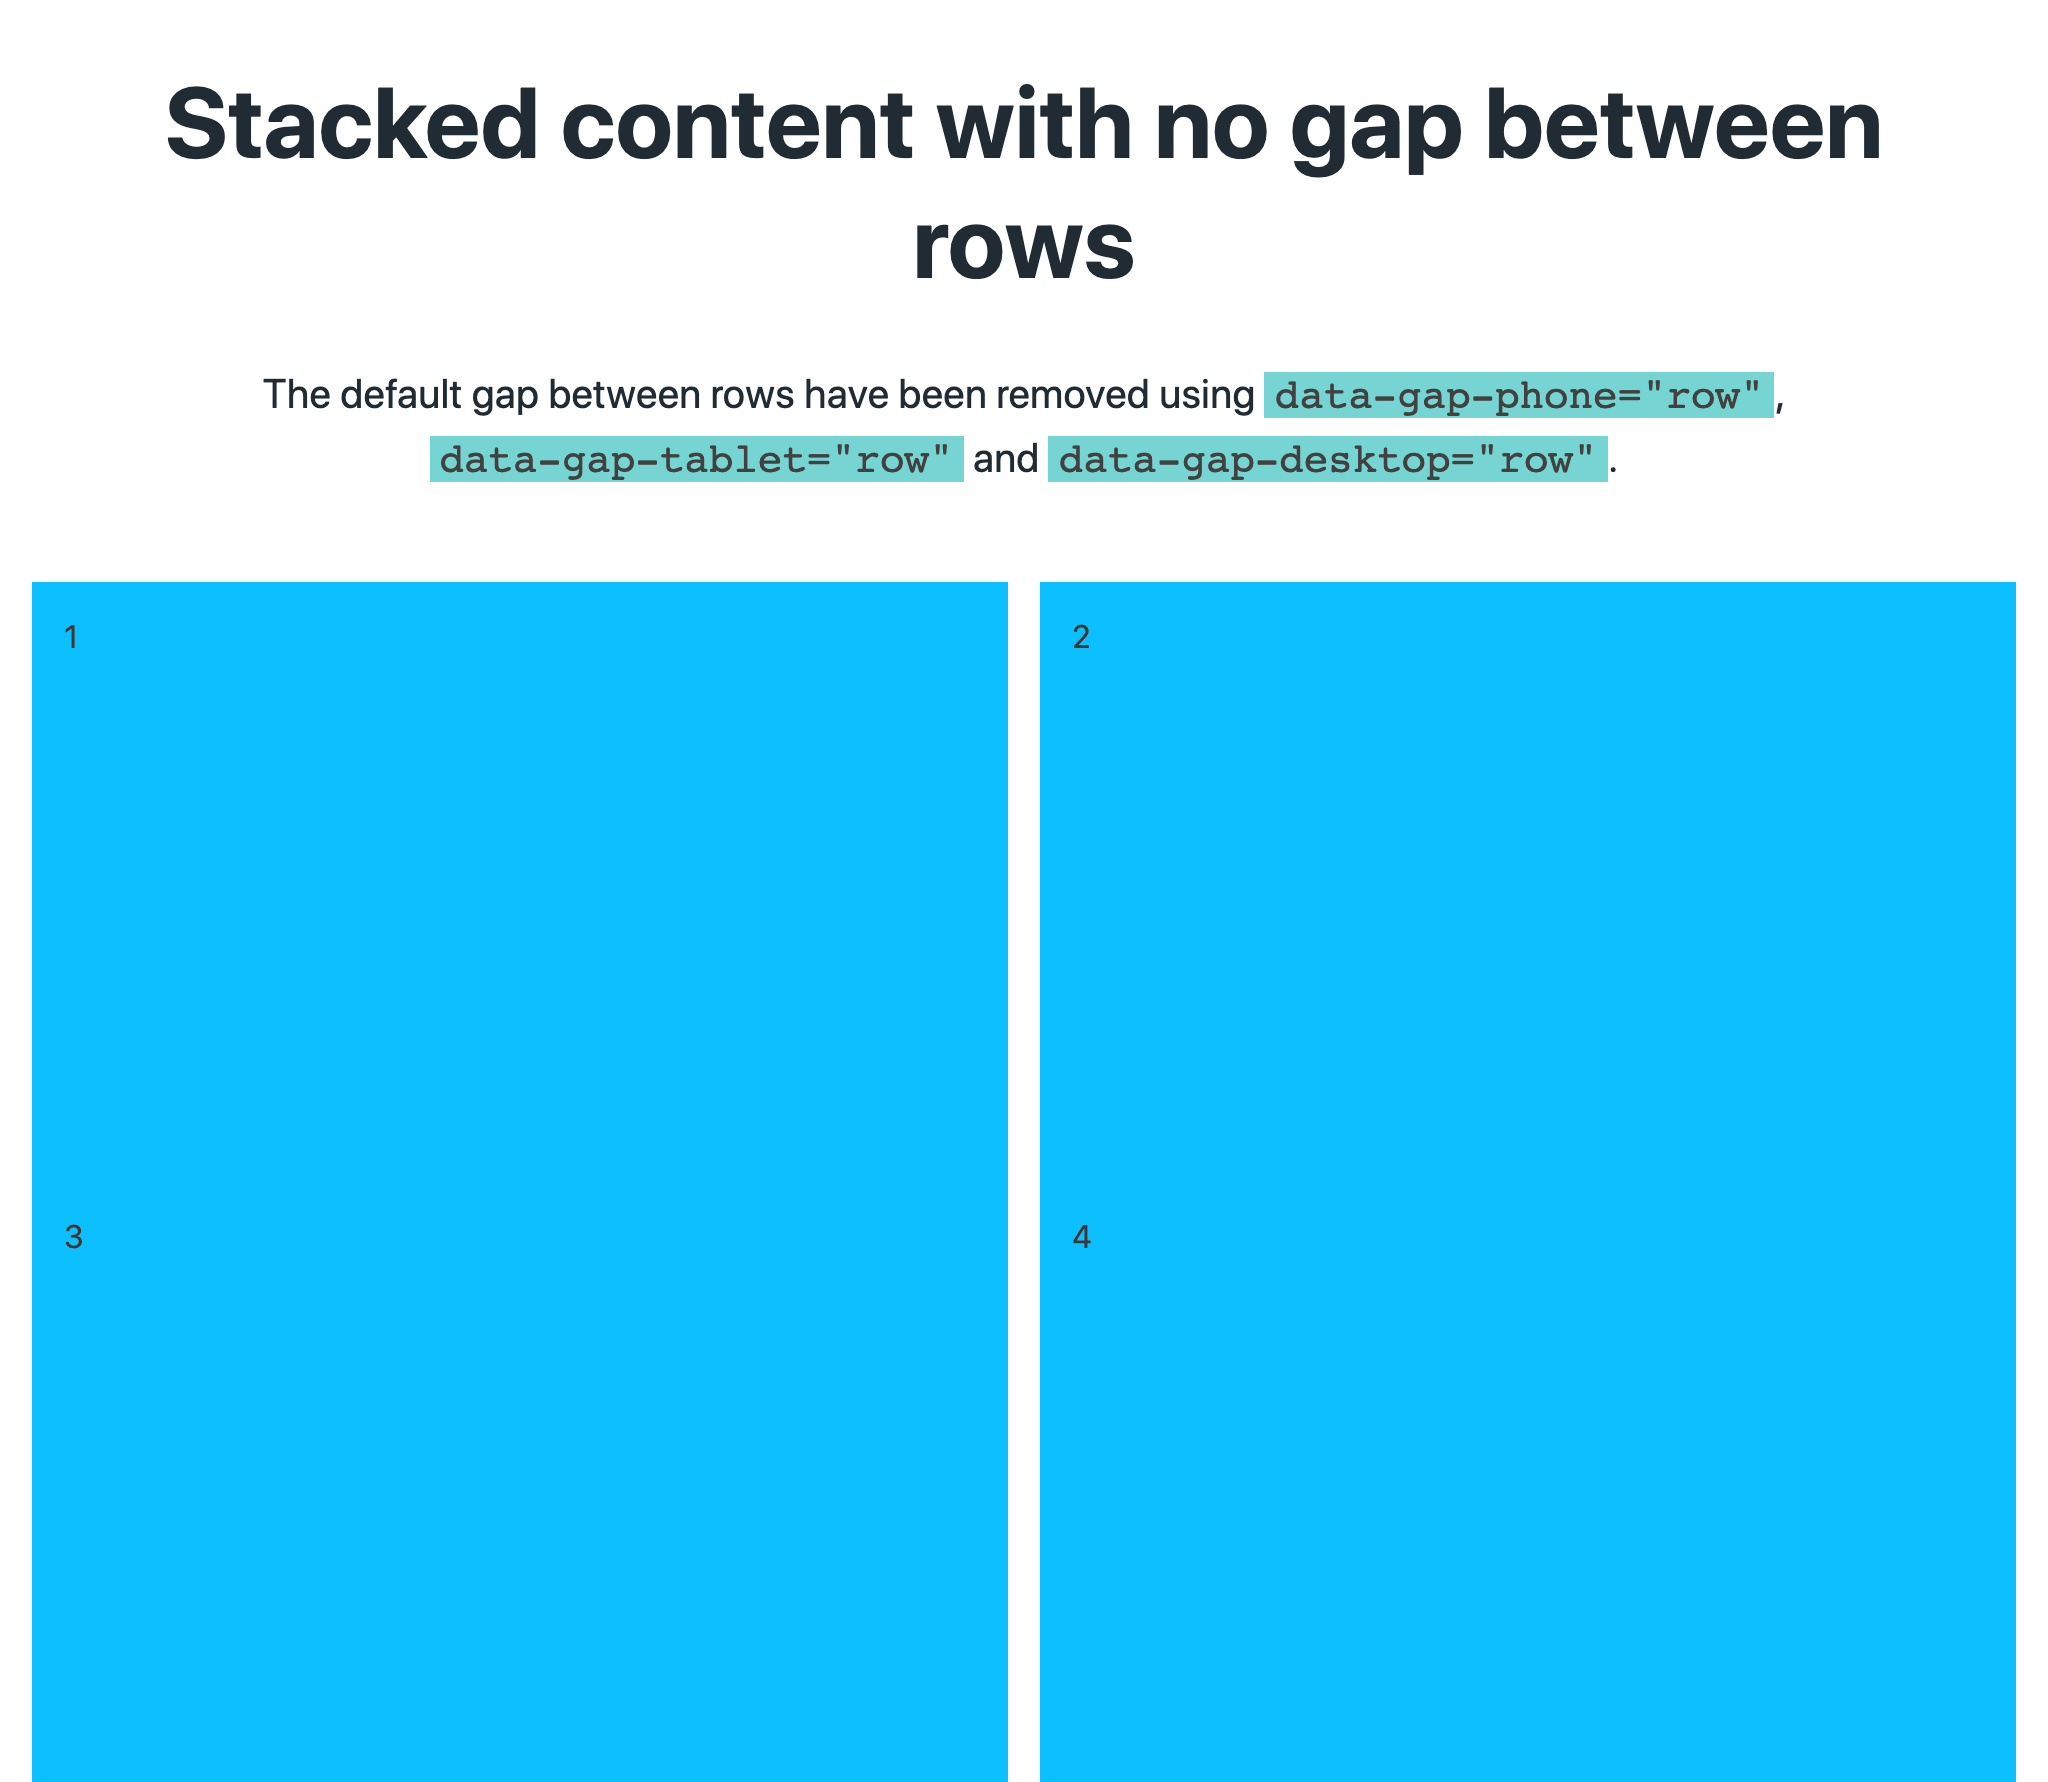 Stacked content with no gap between
rows
The default gap between rows have been removed using data-gap-phone="row",
data-gap-tablet="row" and data-gap-desktop="row".
1
2
3
4